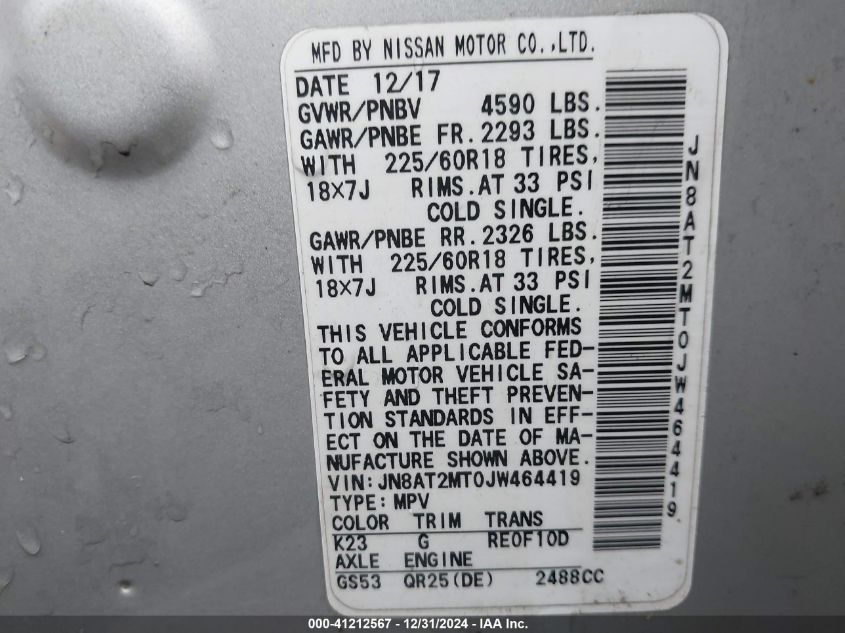 MFD BY NISSAN MOTOR CO.,LTD.
DATE 12/17
GVWR/PNBV 4590 LBS.
GAWR/PNBE FR.2293 LBS.
WITH 225/60R18 TIRES,
18X7J RIMS.AT 33 PSI
COLD SINGLE.
GAWR/PNBE RR.2326 LBS.
WITH 225/60R18 TIRES,
18X7J RIMS.AT 33 PSI
COLD SINGLE.
THIS VEHICLE CONFORMS
TO ALL APPLICABLE FED-
ERAL MOTOR VEHICLE SA-
FETY AND THEFT PREVEN-
TION STANDARDS IN EFF-
ECT ON THE DATE OF MA-
NUFACTURE SHOWN ABOVE.
VIN:JN8AT2MT0JW464419
TYPE:MPV
COLOR TRIM TRANS
K23 G RE0F10D
AXLE ENGINE
GS53 QR25(DE) 2488CC
JN8AT2MT0JW464419
000-41212567 - 12/31/2024 - IAA Inc.